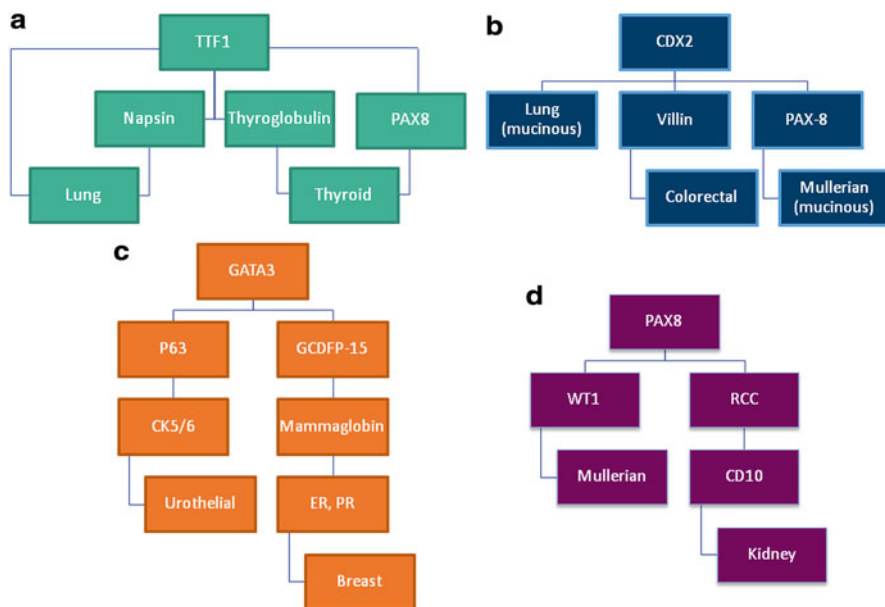 a
TTF1
Napsin
Thyroglobulin
PAX8
Lung
Thyroid
b
CDX2
Lung
(mucinous)
Villin
PAX-8
Colorectal
Mullerian
(mucinous)
c
GATA3
P63
GCDFP-15
CK5/6
Mammaglobin
Urothelial
ER, PR
Breast
d
PAX8
WT1
RCC
Mullerian
CD10
Kidney